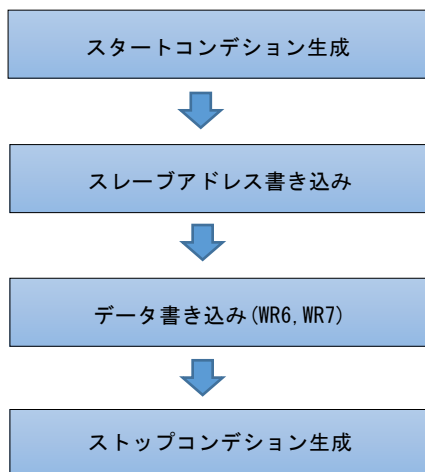 スタートコンデション生成
スレーブアドレス書き込み
データ書き込み(WR6,WR7)
ストップコンデション生成